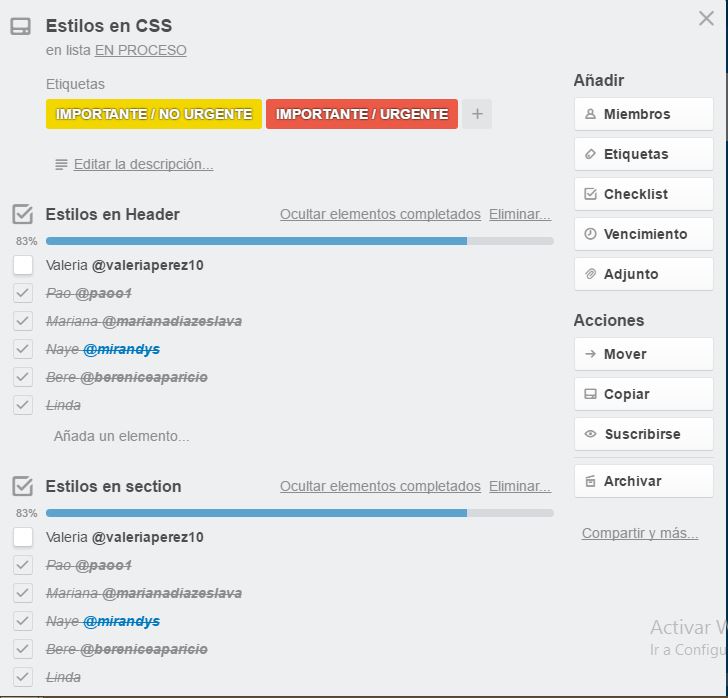 Estilos en CSS
en lista EN PROCESO
Etiquetas
IMPORTANTE / NO URGENTE IMPORTANTE / URGENTE +
Editar la descripción...
Estilos en Header Ocultar elementos completados Eliminar...
83%
Valeria @valeriaperez10
Pao @paoo1
Mariana @marianadiazeslava
Naye @mirandys
Bere @bereniceaparicio
Linda
Añada un elemento...
Estilos en section Ocultar elementos completados Eliminar...
83%
Valeria @valeriaperez10
Pao @paoo1
Mariana @marianadiazeslava
Naye @mirandys
Bere @bereniceaparicio
Linda
Añadir
Miembros
Etiquetas
Checklist
Vencimiento
Adjunto
Acciones
Mover
Copiar
Suscribirse
Archivar
Compartir y más...
Activar W
Ir a Configu